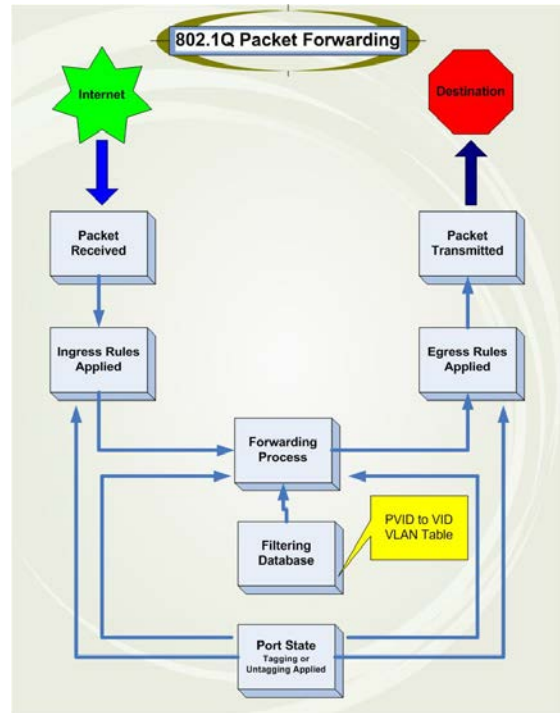 802.1Q Packet Forwarding
Internet
Destination
Packet
Received
Packet
Transmitted
Ingress Rules
Applied
Egress Rules
Applied
Forwarding
Process
PVID to VID
VLAN Table
Filtering
Database
Port State
Tagging or
Untagging Applied